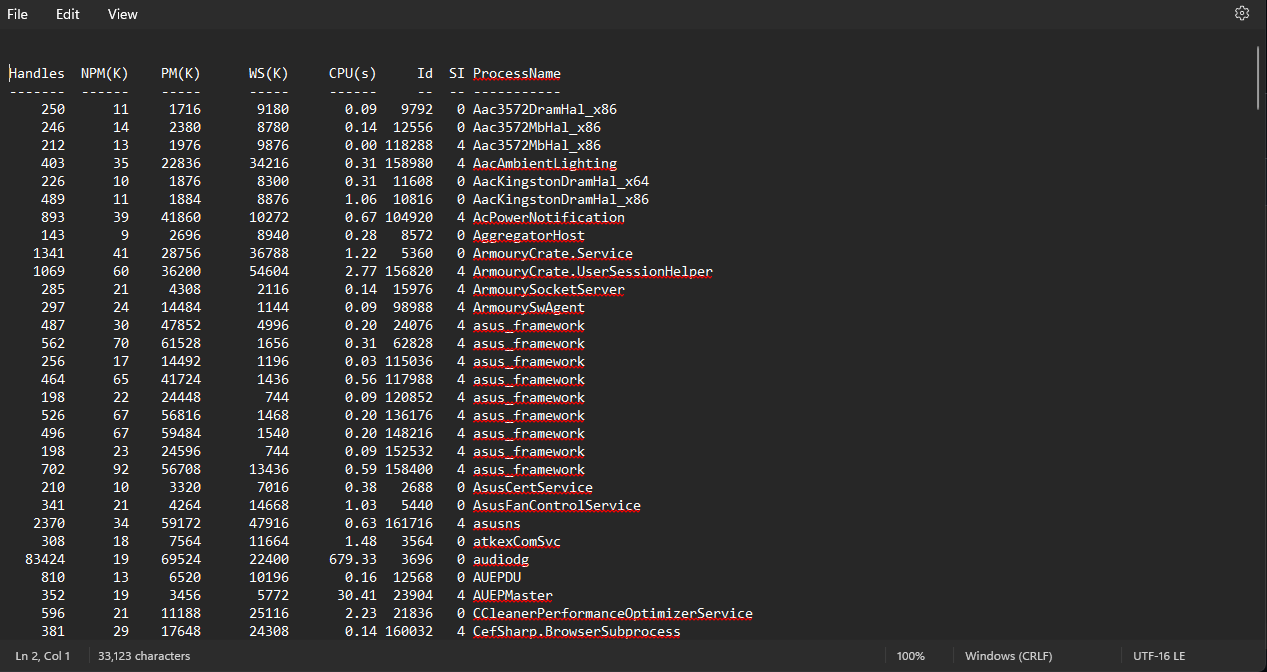 File Edit View
Handles  NPM(K)    PM(K)      WS(K)     CPU(s)     Id  SI ProcessName
-------  ------    -----      -----     ------     --  -- -----------
    250      11     1716       9180       0.09   9792   0 Aac3572DramHal_x86
    246      14     2380       8780       0.14  12556   0 Aac3572MbHal_x86
    212      13     1976       9876       0.00 118288   4 Aac3572MbHal_x86
    403      35    22836      34216       0.31 158980   4 AacAmbientLighting
    226      10     1876       8300       0.31  11608   0 AacKingstonDramHal_x64
    489      11     1884       8876       1.06  10816   0 AacKingstonDramHal_x86
    893      39    41860      10272       0.67 104920   4 AcPowerNotification
    143       9     2696       8940       0.28   8572   0 AggregatorHost
   1341      41    28756      36788       1.22   5360   0 ArmouryCrate.Service
   1069      60    36200      54604       2.77 156820   4 ArmouryCrate.UserSessionHelper
    285      21     4308       2116       0.14  15976   4 ArmourySocketServer
    297      24    14484       1144       0.09  98988   4 ArmourySwAgent
    487      30    47852       4996       0.20  24076   4 asus_framework
    562      70    61528       1656       0.31  62828   4 asus_framework
    256      17    14492       1196       0.03 115036   4 asus_framework
    464      65    41724       1436       0.56 117988   4 asus_framework
    198      22    24448        744       0.09 120852   4 asus_framework
    526      67    56816       1468       0.20 136176   4 asus_framework
    496      67    59484       1540       0.20 148216   4 asus_framework
    198      23    24596        744       0.09 152532   4 asus_framework
    702      92    56708      13436       0.59 158400   4 asus_framework
    210      10     3320       7016       0.38   2688   0 AsusCertService
    341      21     4264      14668       1.03   5440   0 AsusFanControlService
   2370      34    59172      47916       0.63 161716   4 asusns
    308      18     7564      11664       1.48   3564   0 atkexComSvc
  83424      19    69524      22400     679.33   3696   0 audiodg
    810      13     6520      10196       0.16  12568   0 AUEPDU
    352      19     3456       5772      30.41  23904   4 AUEPMaster
    596      21    11188      25116       2.23  21836   0 CCleanerPerformanceOptimizerService
    381      29    17648      24308       0.14 160032   4 CefSharp.BrowserSubprocess
Ln 2, Col 1 33,123 characters 100% Windows (CRLF) UTF-16 LE